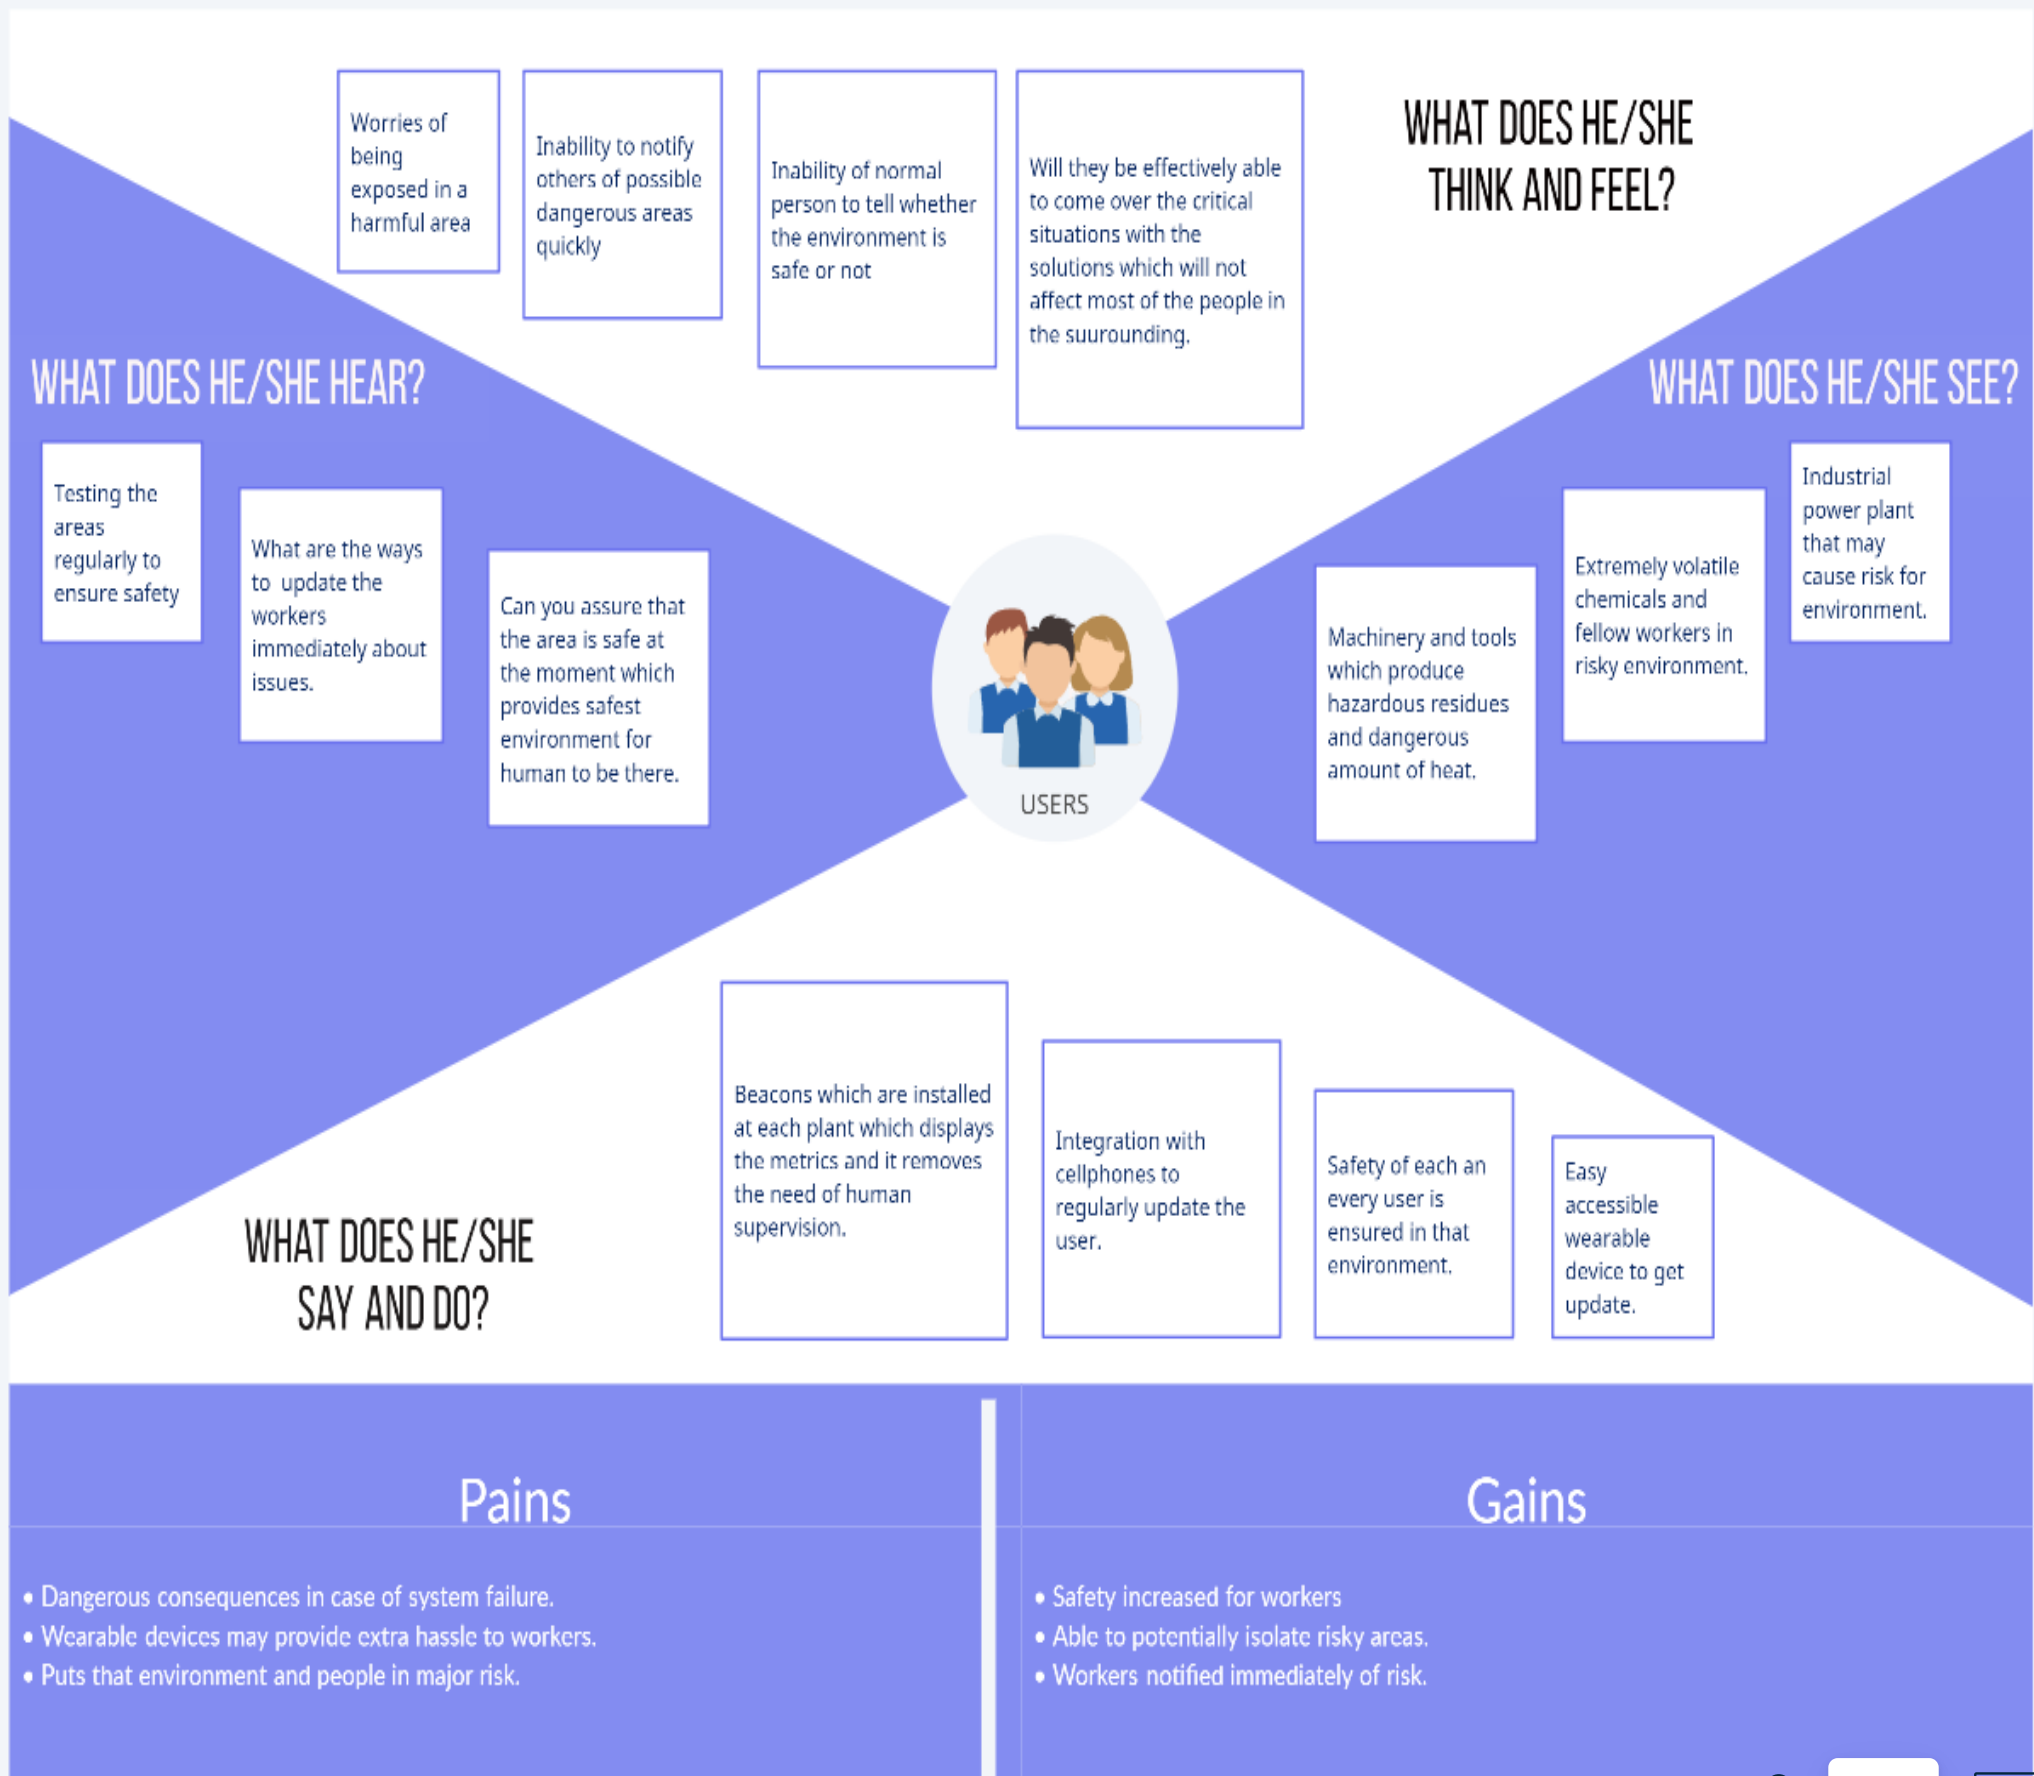 Worries of
being
exposed in a
harmful area
Inability to notify
others of possible
dangerous areas
quickly
Inability of normal
person to tell whether
the environment is
safe or not
Will they be effectively able
to come over the critical
situations with the
solutions which will not
affect most of the people in
the suurounding.
WHAT DOES HE/SHE
THINK AND FEEL?
WHAT DOES HE/SHE HEAR?
Testing the
areas
regularly to
ensure safety
What are the ways
to  update the
workers
immediately about
issues.
Can you assure that
the area is safe at
the moment which
provides safest
environment for
human to be there.
USERS
WHAT DOES HE/SHE SEE?
Machinery and tools
which produce
hazardous residues
and dangerous
amount of heat.
Extremely volatile
chemicals and
fellow workers in
risky environment.
Industrial
power plant
that may
cause risk for
environment.
WHAT DOES HE/SHE
SAY AND DO?
Beacons which are installed
at each plant which displays
the metrics and it removes
the need of human
supervision.
Integration with
cellphones to
regularly update the
user.
Safety of each an
every user is
ensured in that
environment.
Easy
accessible
wearable
device to get
update.
Pains
• Dangerous consequences in case of system failure.
• Wearable devices may provide extra hassle to workers.
• Puts that environment and people in major risk.
Gains
• Safety increased for workers
• Able to potentially isolate risky areas.
• Workers notified immediately of risk.